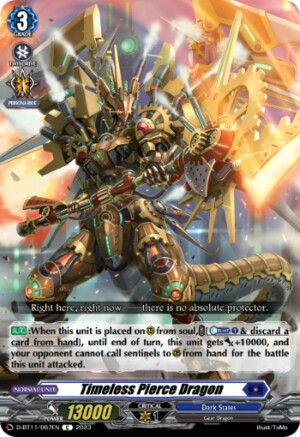 3
GRADE
TWIN DRIVE
PERSONA RIDE
Right here, right now —— there is no absolute protector.
AUTO:When this unit is placed on R from soul, [1 & discard a
card from hand], until end of turn, this unit gets +10000, and
your opponent cannot call sentinels to G from hand for the battle
this unit attacked.
NORMAL UNIT
Timeless Pierce Dragon
POWER 13000
CRITICAL
1
Dark States
Gear Dragon
D-BT11/067EN C 2023
Illust/ToMo